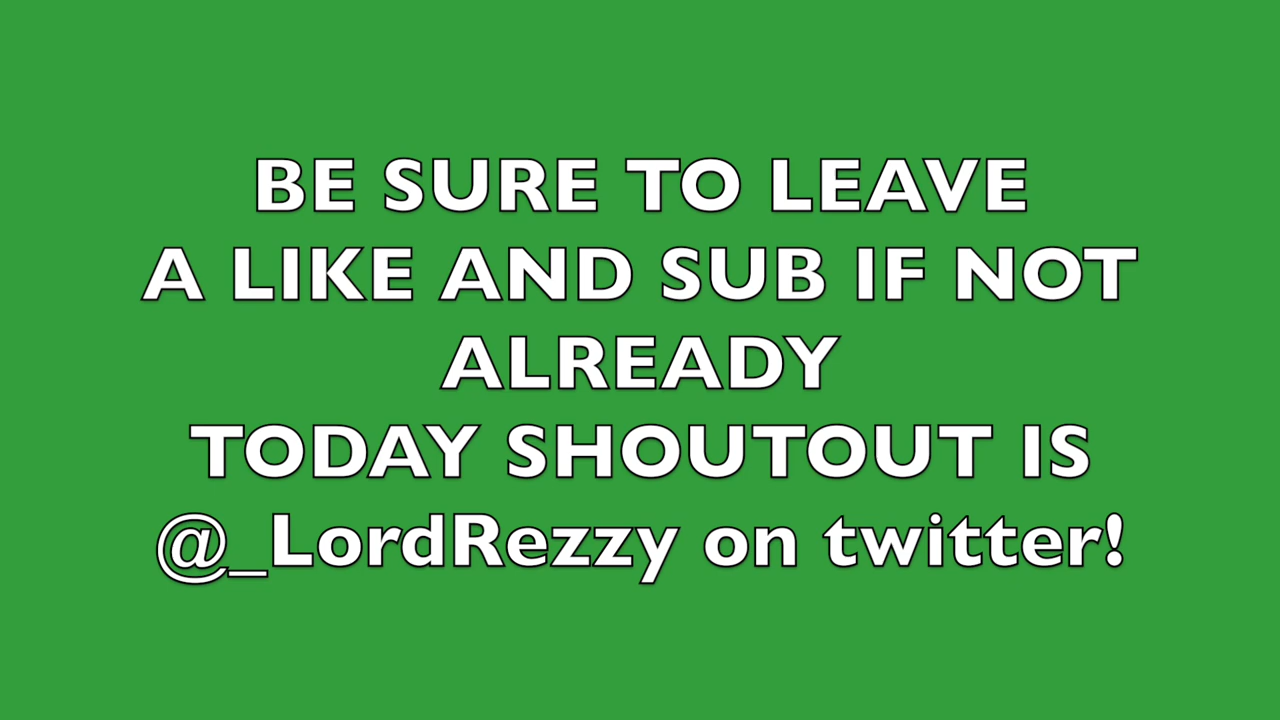 BE SURE TO LEAVE
A LIKE AND SUB IF NOT
ALREADY
TODAY SHOUTOUT IS
@_LordRezzy on twitter!